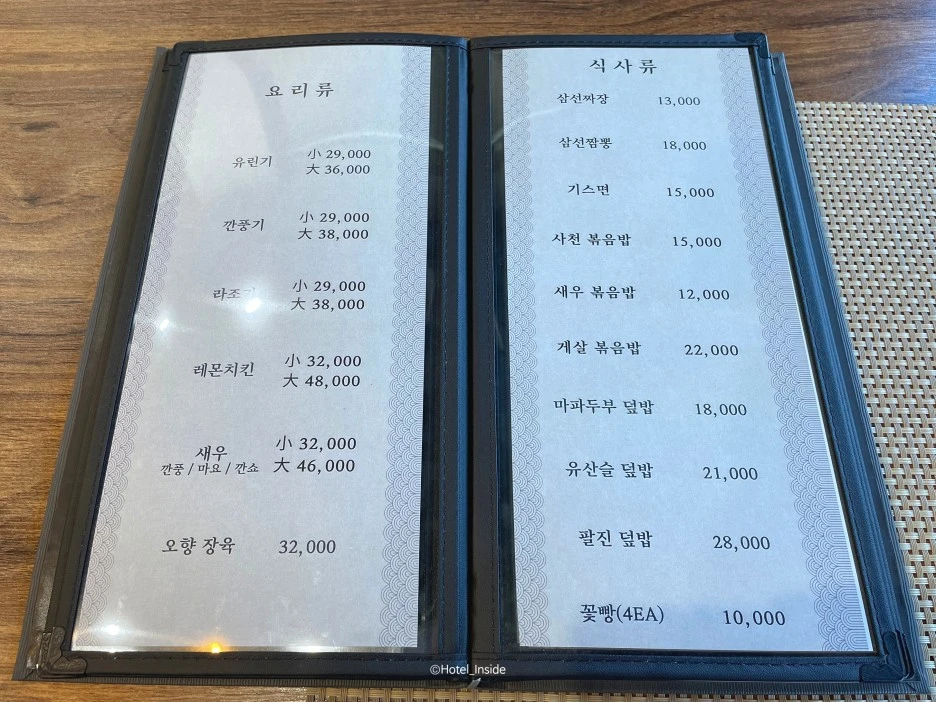 요리류
유린기 小 29,000
大 36,000
깐풍기 小 29,000
大 38,000
라조기 小 29,000
大 38,000
레몬치킨 小 32,000
大 48,000
새우 小 32,000
깐풍 / 마요 / 깐쇼 大 46,000
오향 장육 32,000
식사류
삼선짜장 13,000
삼선짬뽕 18,000
기스면 15,000
사천 볶음밥 15,000
새우 볶음밥 12,000
게살 볶음밥 22,000
마파두부 덮밥 18,000
유산슬 덮밥 21,000
팔진 덮밥 28,000
꽃빵(4EA) 10,000
©Hotel_Inside